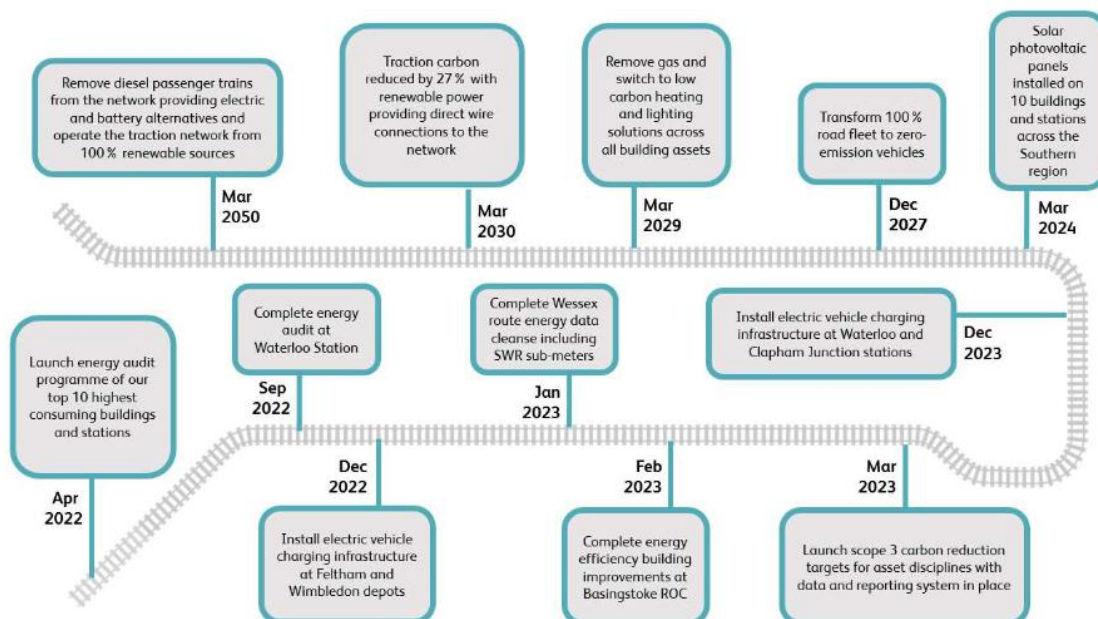 Remove diesel passenger trains
from the network providing electric
and battery alternatives and
operate the traction network from
100% renewable sources
Mar
2050
Traction carbon
reduced by 27% with
renewable power
providing direct wire
connections to the
network
Mar
2030
Remove gas and
switch to low
carbon heating
and lighting
solutions across
all building assets
Mar
2029
Transform 100%
road fleet to zero-
emission vehicles
Dec
2027
Solar
photovoltaic
panels
installed on
10 buildings
and stations
across the
Southern
region
Mar
2024
Launch energy audit
programme of our
top 10 highest
consuming buildings
and stations
Apr
2022
Complete energy
audit at
Waterloo Station
Sep
2022
Complete Wessex
route energy data
cleanse including
SWR sub-meters
Jan
2023
Install electric vehicle charging
infrastructure at Waterloo and
Clapham Junction stations
Dec
2023
Dec
2022
Install electric vehicle
charging infrastructure
at Feltham and
Wimbledon depots
Feb
2023
Complete energy
efficiency building
improvements at
Basingstoke ROC
Mar
2023
Launch scope 3 carbon reduction
targets for asset disciplines with
data and reporting system in place